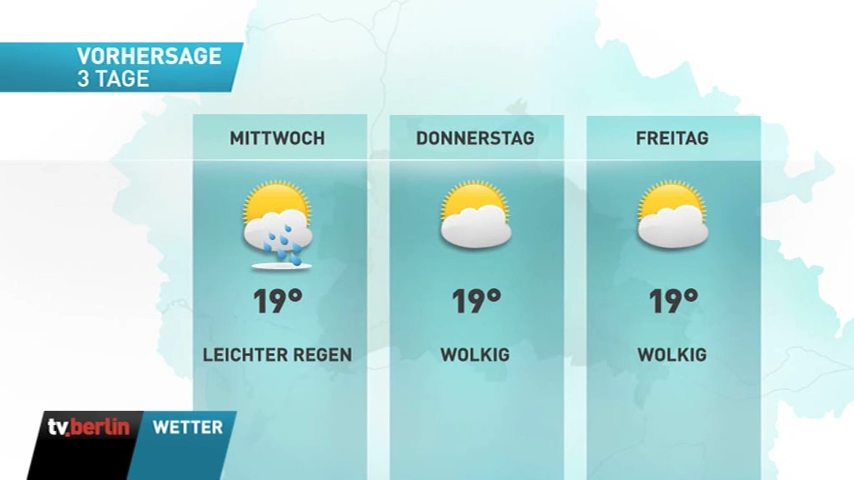 VORHERSAGE
3 TAGE
MITTWOCH
19°
LEICHTER REGEN
DONNERSTAG
19°
WOLKIG
FREITAG
19°
WOLKIG
tv.berlin
WETTER